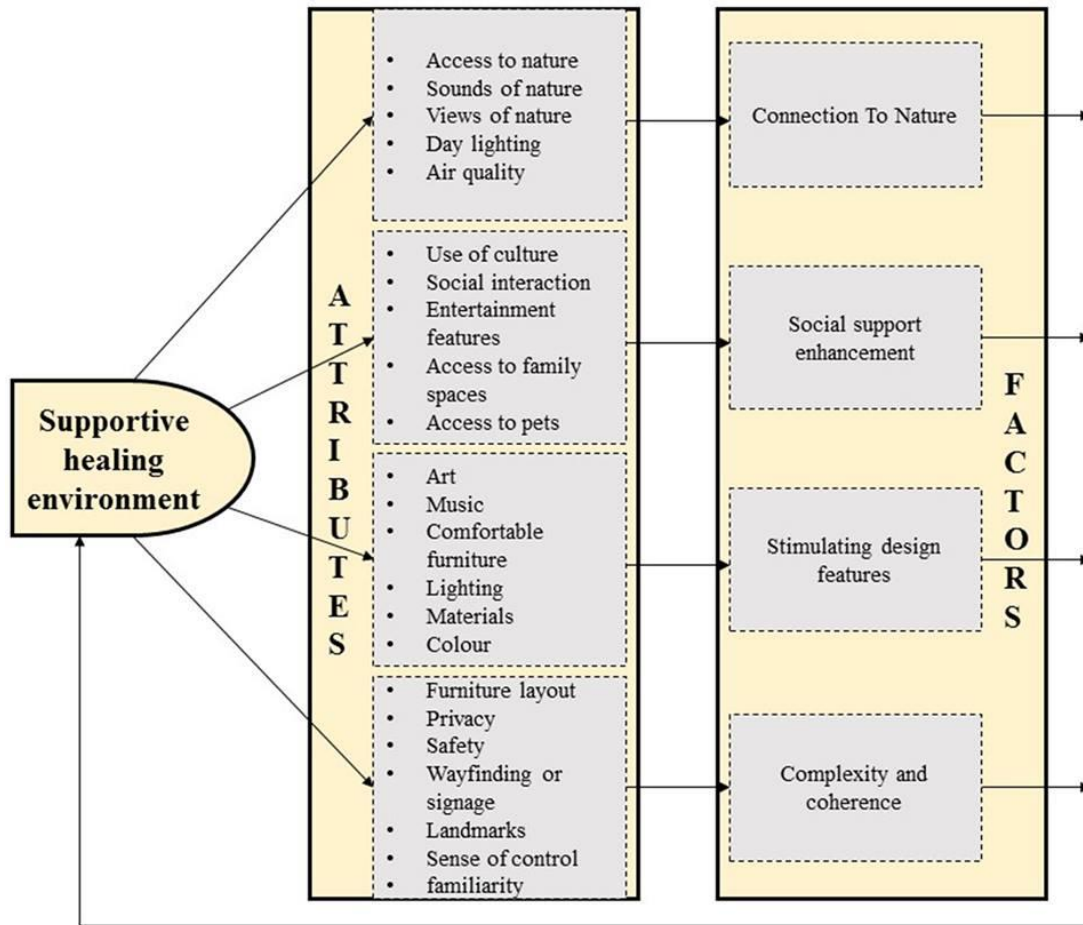 Supportive
healing
environment
ATTRIBUTES
• Access to nature
• Sounds of nature
• Views of nature
• Day lighting
• Air quality
• Use of culture
• Social interaction
• Entertainment
features
• Access to family
spaces
• Access to pets
• Art
• Music
• Comfortable
furniture
• Lighting
• Materials
• Colour
• Furniture layout
• Privacy
• Safety
• Wayfinding or
signage
• Landmarks
• Sense of control
• familiarity
Connection To Nature
Social support
enhancement
Stimulating design
features
Complexity and
coherence
FACTORS